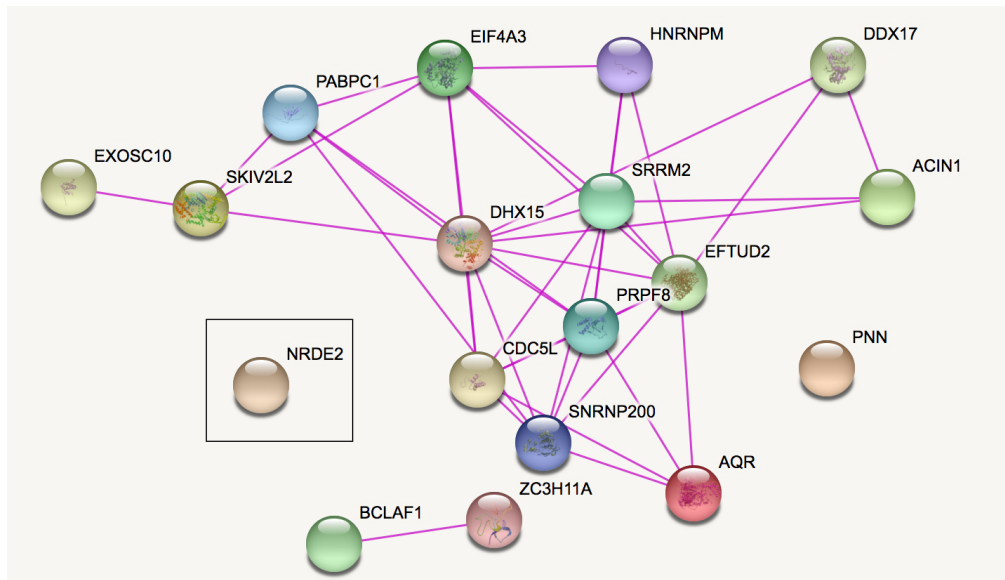 EIF4A3
HNRNPM
DDX17
PABPC1
EXOSC10
SKIV2L2
SRRM2
ACIN1
DHX15
EFTUD2
PRPF8
NRDE2
CDC5L
PNN
SNRNP200
AQR
ZC3H11A
BCLAF1